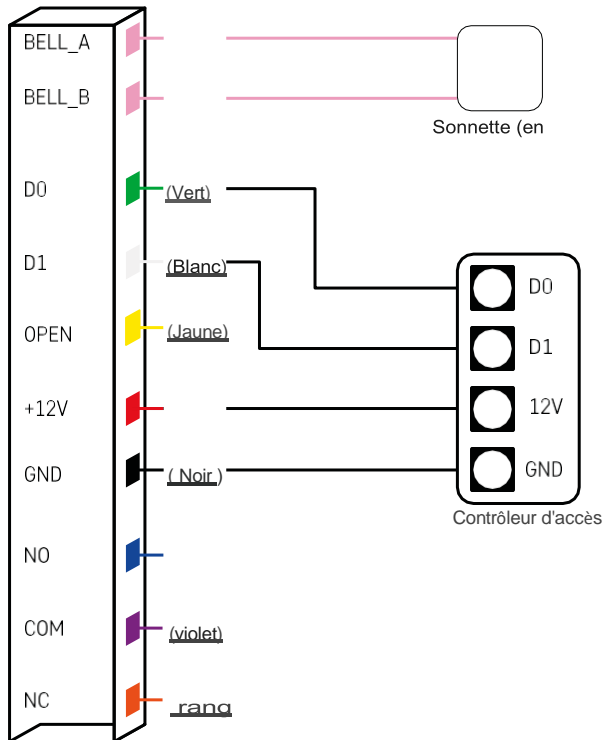 BELL_A
BELL_B
Sonnette (en
D0 (Vert)
D1 (Blanc)
OPEN (Jaune)
+12V
GND ( Noir )
NO
COM (violet)
NC rang
D0
D1
12V
GND
Contrôleur d'accès